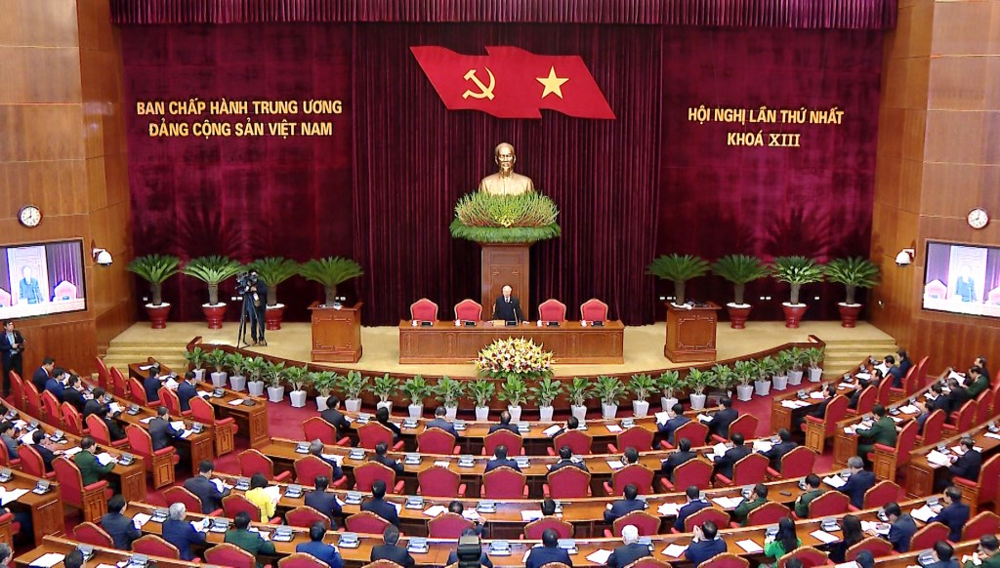 BAN CHẤP HÀNH TRUNG ƯƠNG
ĐẢNG CỘNG SẢN VIỆT NAM
HỘI NGHỊ LẦN THỨ NHẤT
KHOÁ XIII